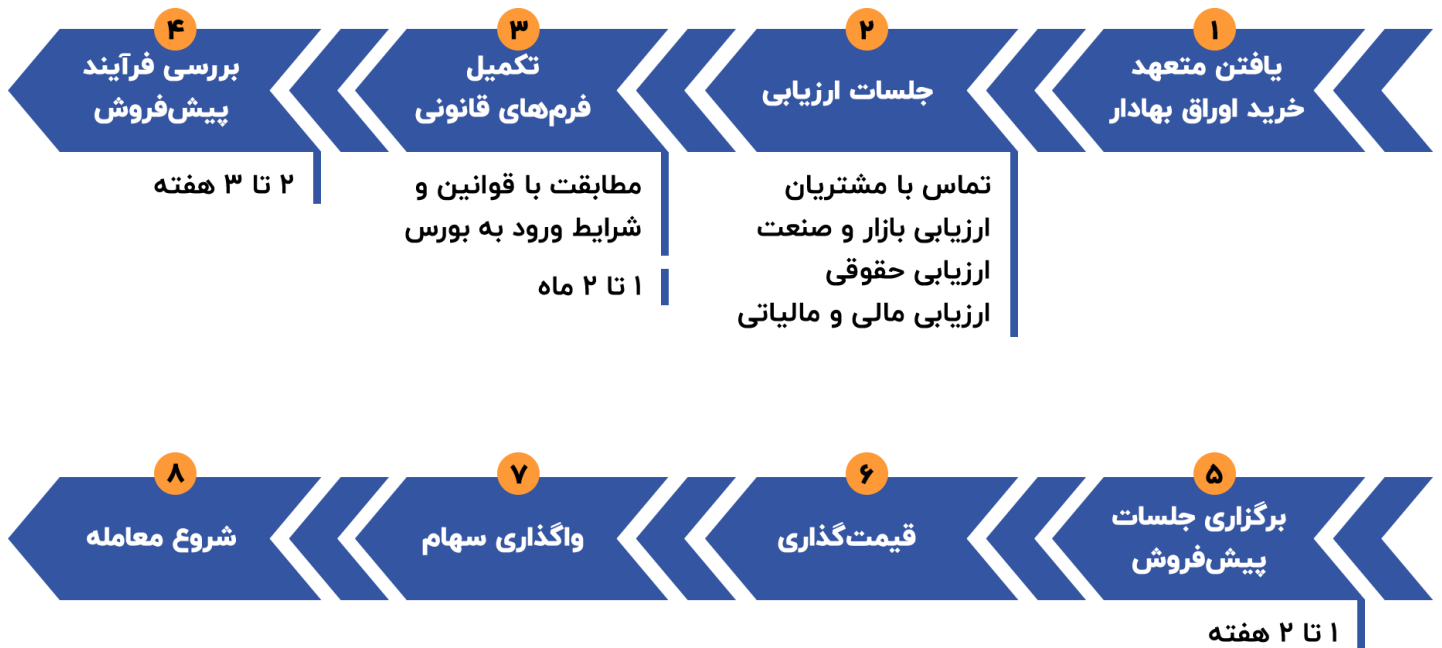 ۱
یافتن متعهد
خرید اوراق بهادار
۲
جلسات ارزیابی
تماس با مشتریان
ارزیابی بازار و صنعت
ارزیابی حقوقی
ارزیابی مالی و مالیاتی
۳
تکمیل
فرم‌های قانونی
مطابقت با قوانین و
شرایط ورود به بورس
۱ تا ۲ ماه
۴
بررسی فرآیند
پیش‌فروش
۲ تا ۳ هفته
۵
برگزاری جلسات
پیش‌فروش
۱ تا ۲ هفته
۶
قیمت‌گذاری
۷
واگذاری سهام
۸
شروع معامله